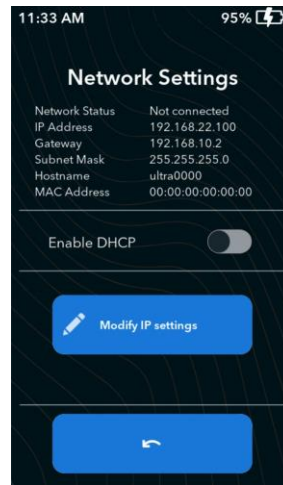 11:33 AM 95%
Network Settings
Network Status Not connected
IP Address 192.168.22.100
Gateway 192.168.10.2
Subnet Mask 255.255.255.0
Hostname ultra0000
MAC Address 00:00:00:00:00:00
Enable DHCP
Modify IP settings